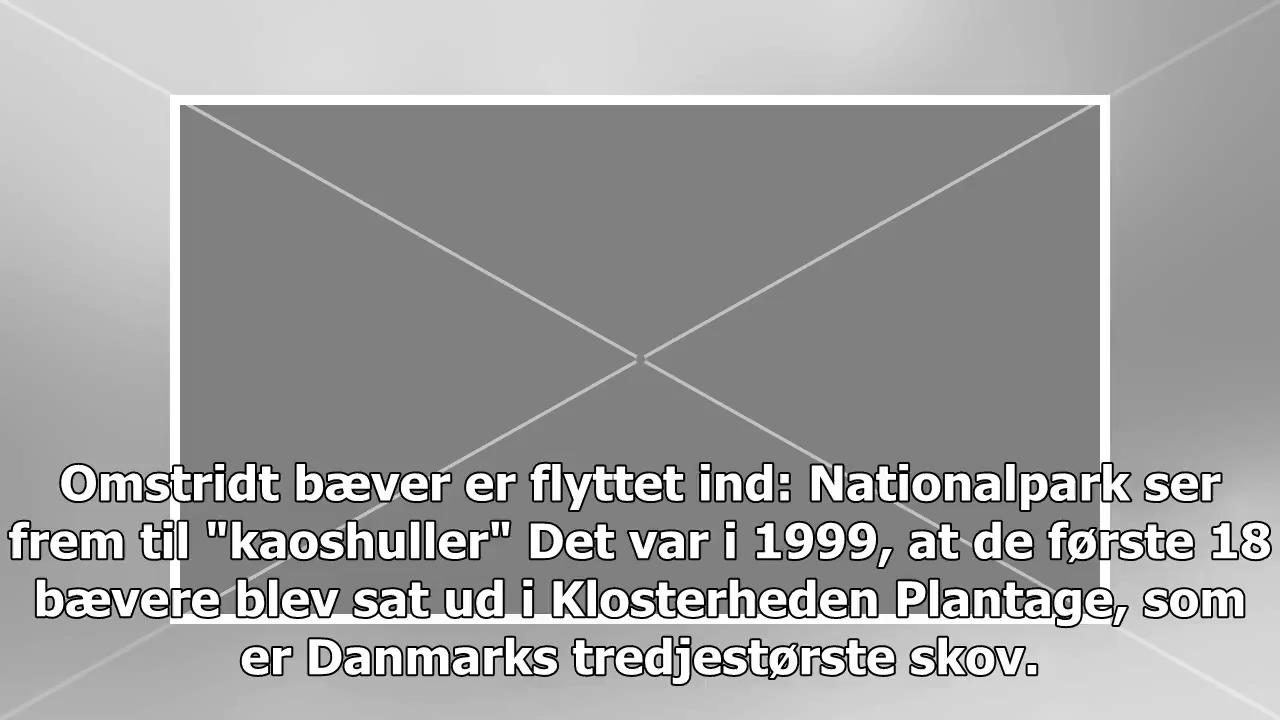 Omstridt bæver er flyttet ind: Nationalpark ser
frem til "kaoshuller" Det var i 1999, at de første 18
bævere blev sat ud i Klosterheden Plantage, som
er Danmarks tredjestørste skov.